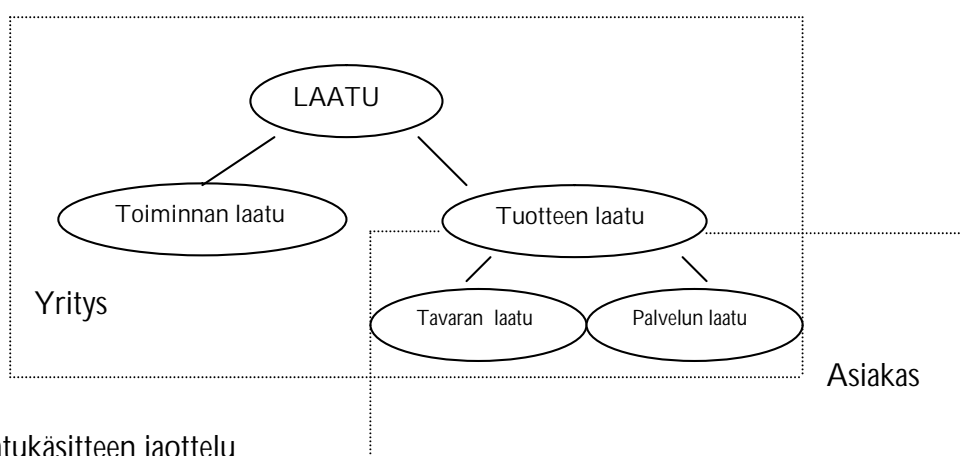 LAATU
Toiminnan laatu
Tuotteen laatu
Yritys
Tavaran laatu
Palvelun laatu
Asiakas
jaottelu